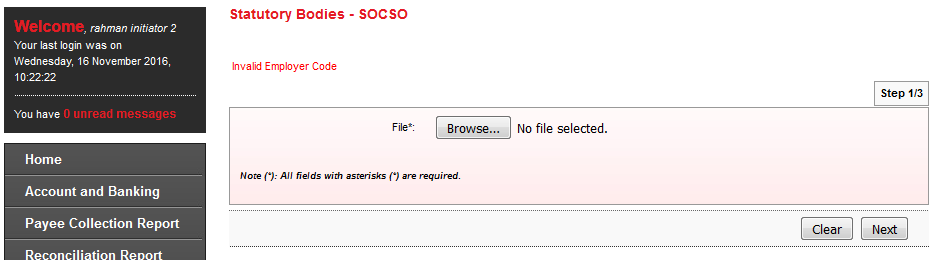 Welcome, rahman initiator 2
Your last login was on
Wednesday, 16 November 2016,
10:22:22
You have 0 unread messages
Home
Account and Banking
Payee Collection Report
Reconciliation Report
Statutory Bodies - SOCSO
Invalid Employer Code
Step 1/3
File*: Browse... No file selected.
Note (*): All fields with asterisks (*) are required.
Clear Next